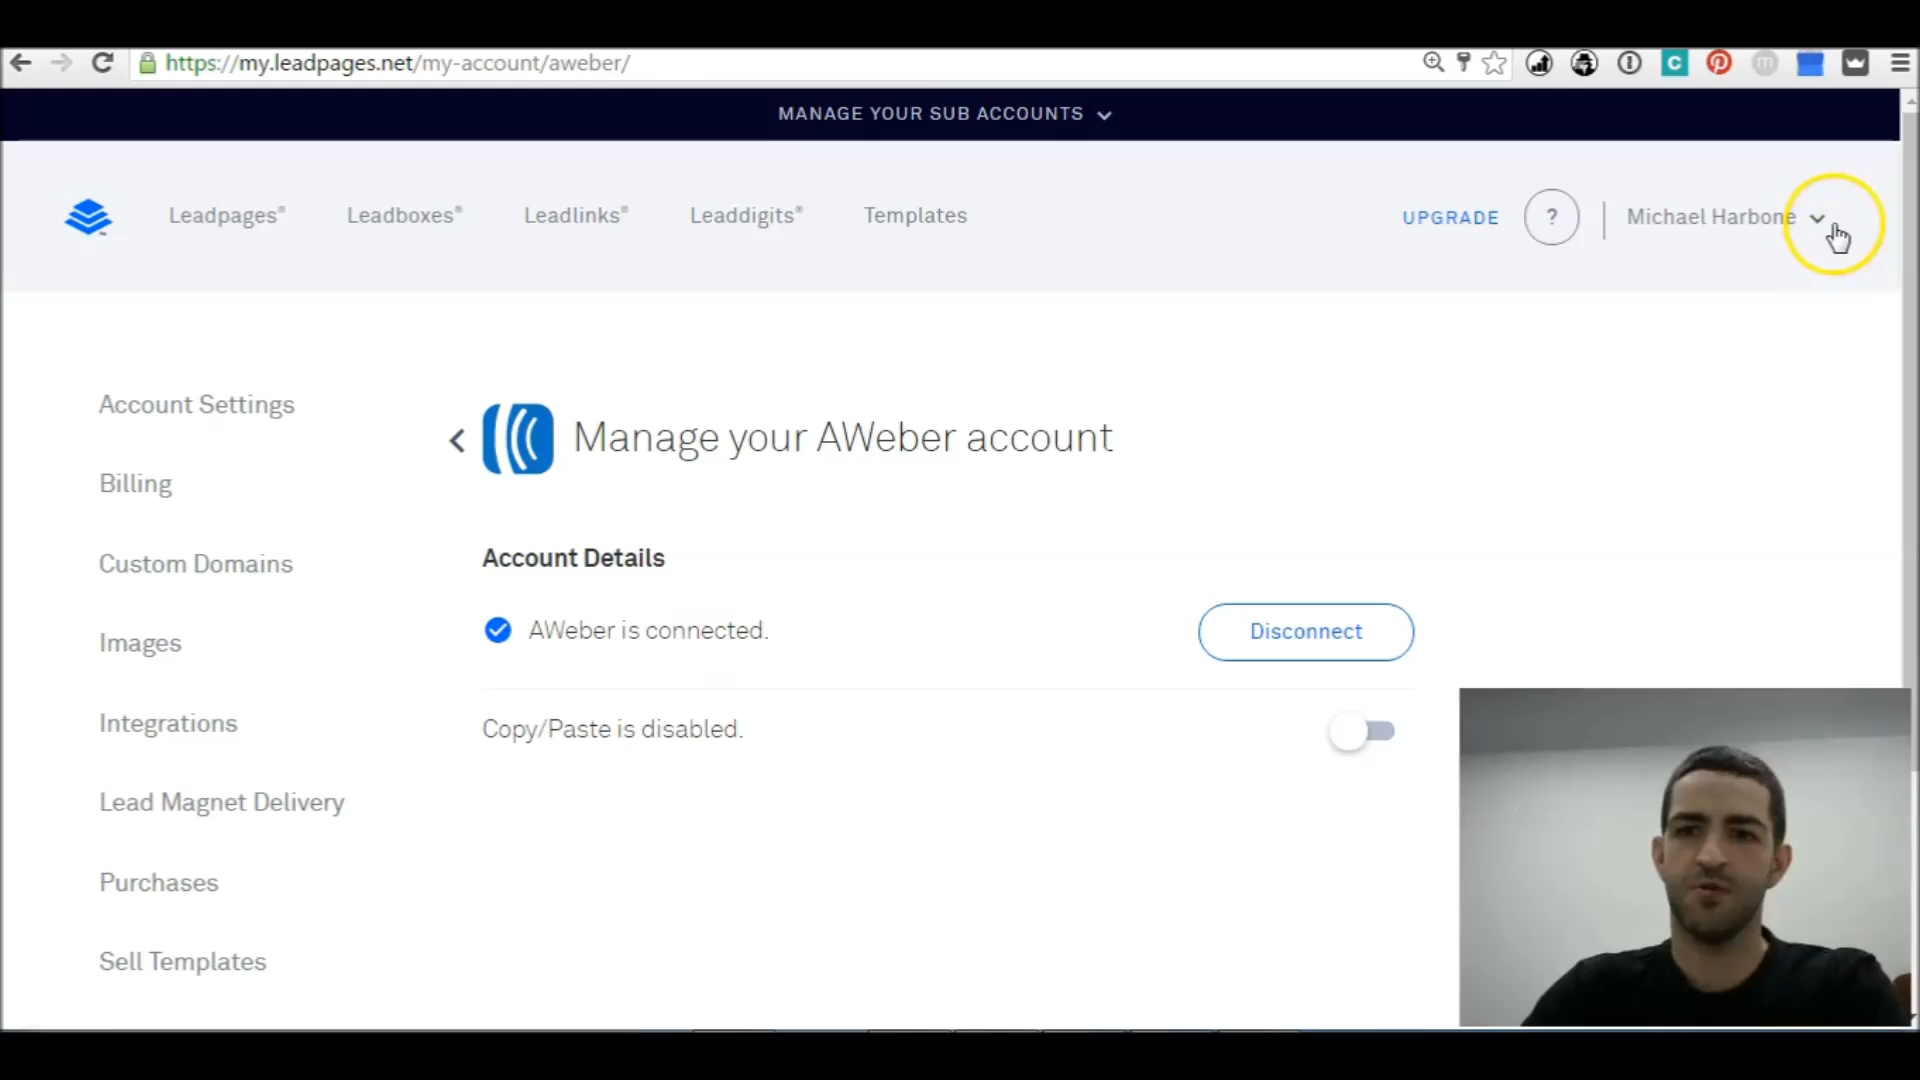 https://my.leadpages.net/my-account/aweber/
MANAGE YOUR SUB ACCOUNTS
Leadpages® Leadboxes® Leadlinks® Leaddigits® Templates
UPGRADE ? Michael Harbone
Account Settings
Billing
Custom Domains
Images
Integrations
Lead Magnet Delivery
Purchases
Sell Templates
Manage your AWeber account
Account Details
AWeber is connected.
Disconnect
Copy/Paste is disabled.